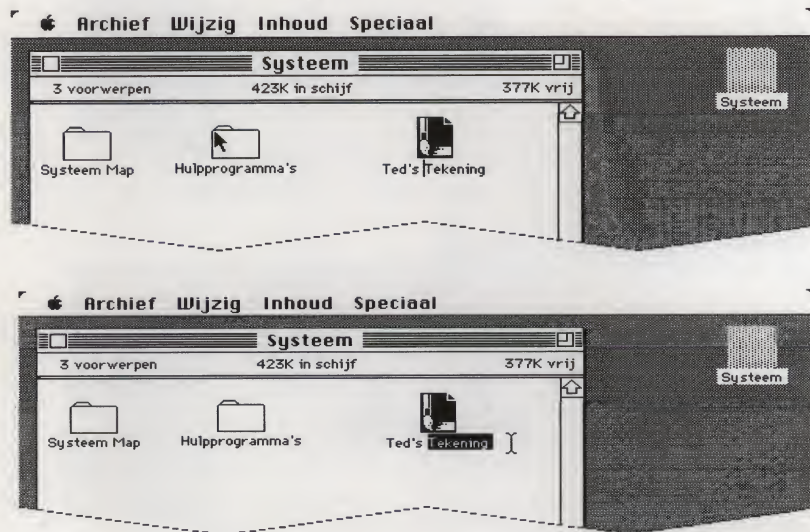 Archief Wijzig Inhoud Speciaal
Systeem
3 voorwerpen 423K in schijf 377K vrij
Systeem
Systeem Map Hulpprogramma's Ted's Tekening
Archief Wijzig Inhoud Speciaal
Systeem
3 voorwerpen 423K in schijf 377K vrij
Systeem
Systeem Map Hulpprogramma's Ted's Tekening